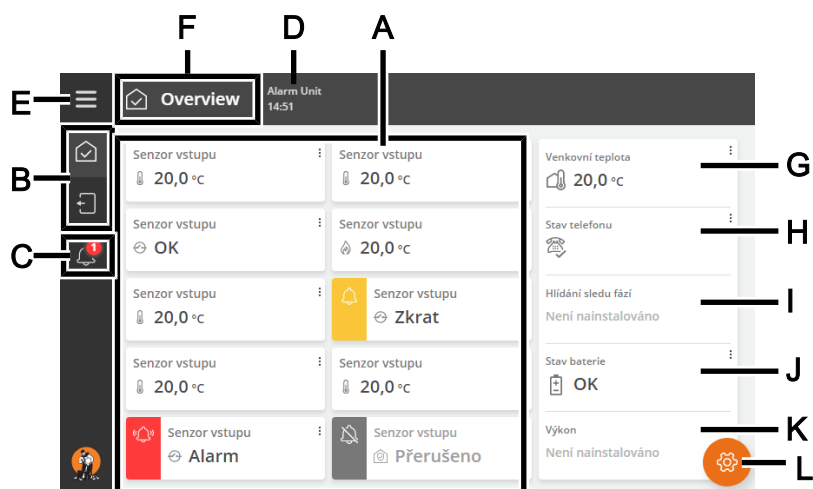 F
D
A
E
Overview
Alarm Unit
14:51
B
C
1
Senzor vstupu
20,0 °C
Senzor vstupu
20,0 °C
Senzor vstupu
OK
Senzor vstupu
20,0 °C
Senzor vstupu
20,0 °C
Senzor vstupu
Zkrat
Senzor vstupu
20,0 °C
Senzor vstupu
20,0 °C
Senzor vstupu
Alarm
Senzor vstupu
Přerušeno
Venkovní teplota
20,0 °C
G
Stav telefonu
H
Hlídání sledu fází
Není nainstalováno
I
Stav baterie
OK
J
Výkon
Není nainstalováno
K
L